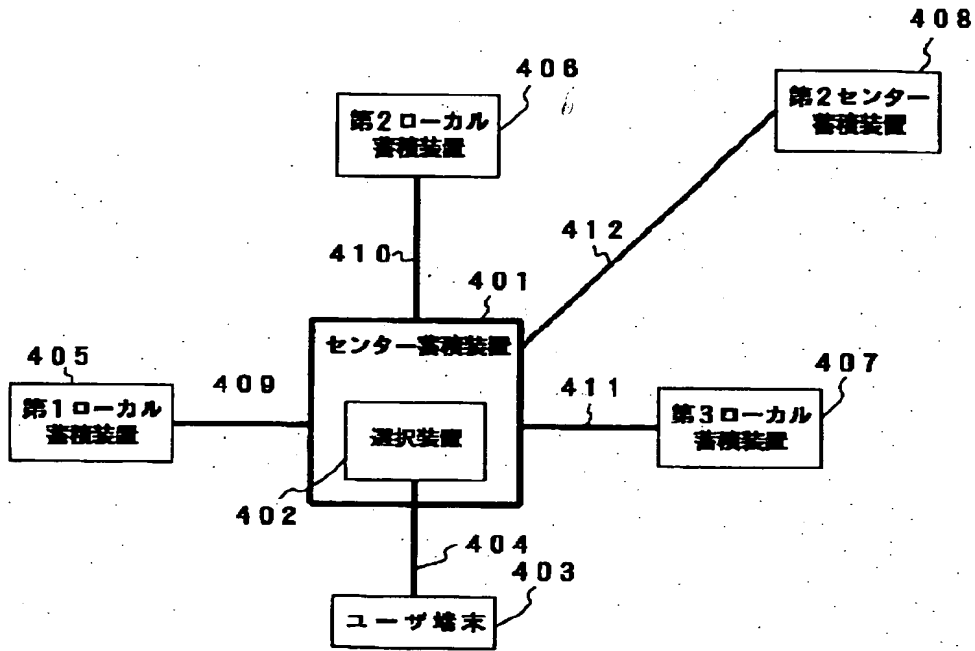 408
406
第2センター
蓄積装置
第2ローカル
蓄積装置
412
410
401
センター蓄積装置
405
409
411
407
第1ローカル
蓄積装置
選択装置
第3ローカル
蓄積装置
402
404
403
ユーザ端末